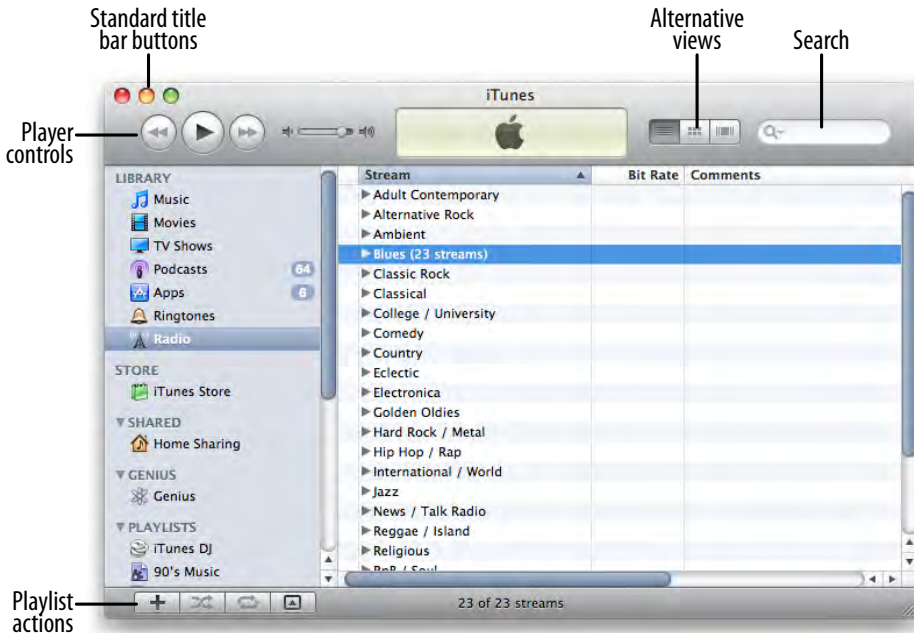 Standard title
bar buttons
Alternative
views
Search
iTunes
Player
controls
LIBRARY
Music
Movies
TV Shows
Podcasts 64
Apps 6
Ringtones
Radio
STORE
iTunes Store
SHARED
Home Sharing
GENIUS
Genius
PLAYLISTS
iTunes DJ
90's Music
Stream Bit Rate Comments
Adult Contemporary
Alternative Rock
Ambient
Blues (23 streams)
Classic Rock
Classical
College / University
Comedy
Country
Eclectic
Electronica
Golden Oldies
Hard Rock / Metal
Hip Hop / Rap
International / World
Jazz
News / Talk Radio
Reggae / Island
Religious
RnB / Soul
Playlist
actions
23 of 23 streams